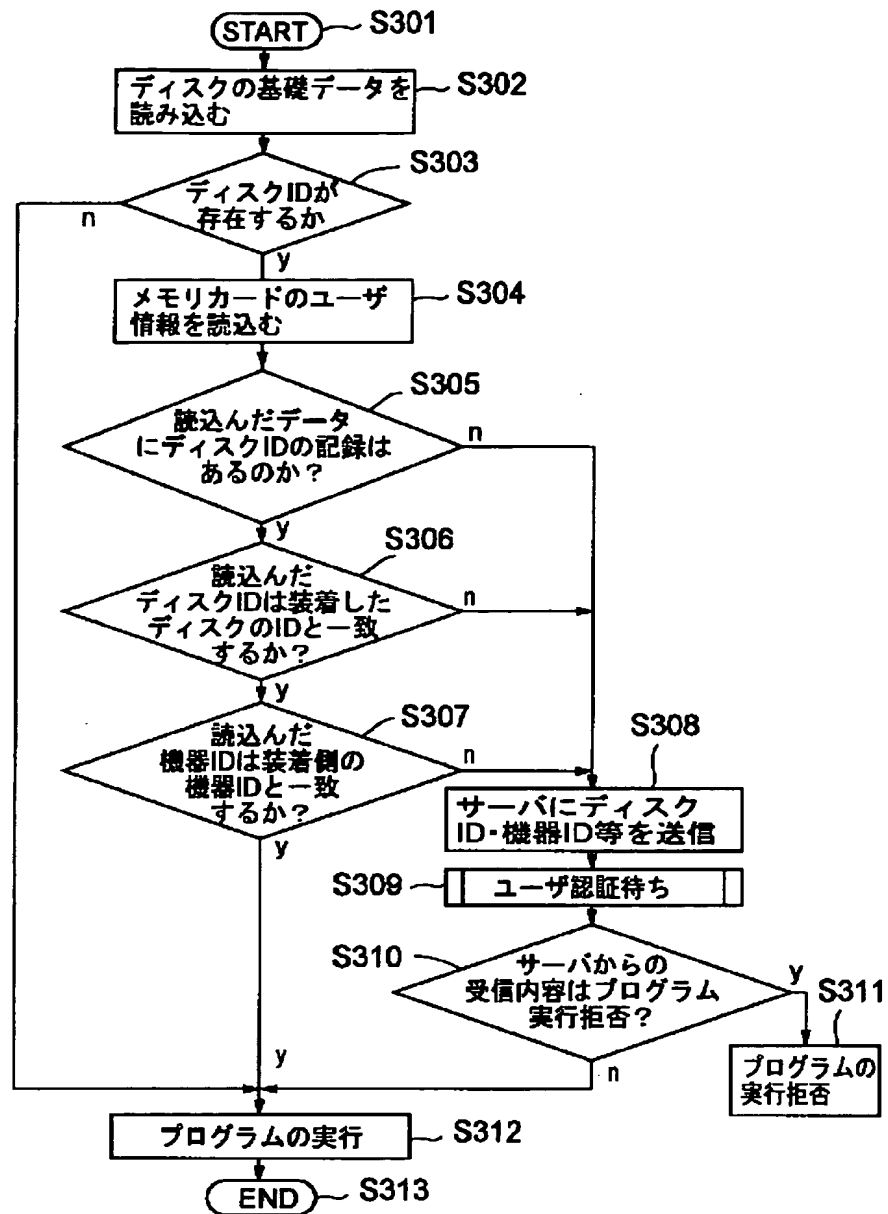 START
S301
ディスクの基礎データを
読み込む
S302
S303
ディスクIDが
存在するか
n
y
メモリカードのユーザ
情報を読込む
S304
S305
読込んだデータ
にディスクIDの記録は
あるのか？
n
y
S306
読込んだ
ディスクIDは装着した
ディスクのIDと一致
するか？
n
y
S307
読込んだ
機器IDは装着側の
機器IDと一致
するか？
n
y
S308
サーバにディスク
ID・機器ID等を送信
S309
ユーザ認証待ち
S310
サーバからの
受信内容はプログラム
実行拒否？
y
S311
プログラムの
実行拒否
n
y
プログラムの実行
S312
END
S313